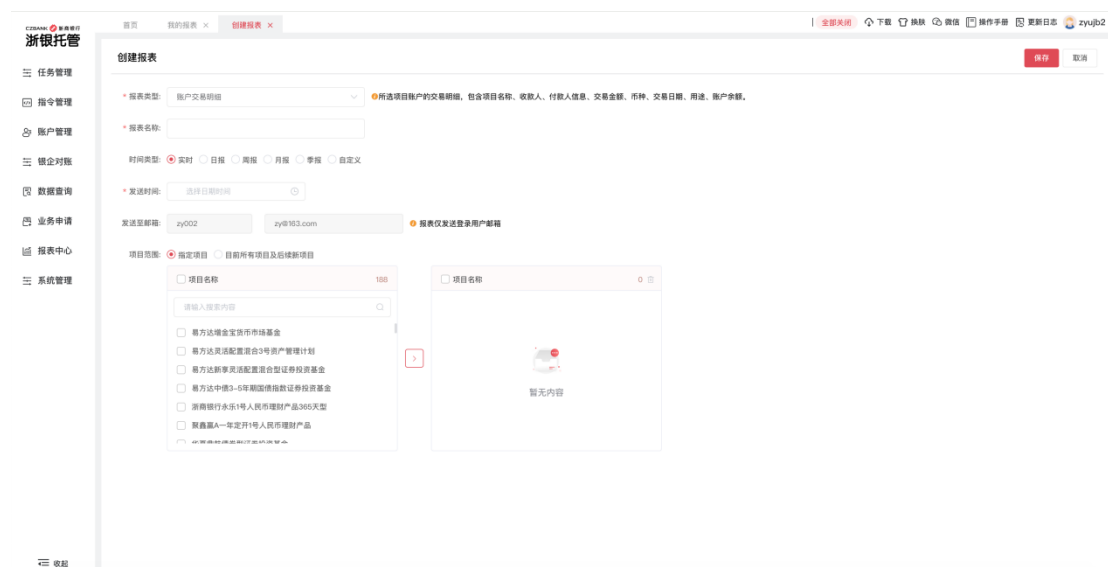 CZBANK 浙商银行
浙银托管
首页 我的报表 × 创建报表 ×
全部关闭 下载 换肤 微信 操作手册 更新日志 zyujb2
创建报表
保存 取消
任务管理
指令管理
账户管理
银企对账
数据查询
业务申请
报表中心
系统管理
* 报表类型: 账户交易明细 所选项目账户的交易明细,包含项目名称、收款人、付款人信息、交易金额、币种、交易日期、用途、账户余额。
* 报表名称:
时间类型: 实时 日报 周报 月报 季报 自定义
* 发送时间: 选择日期时间
发送至邮箱: zy002 zy@163.com 报表仅发送登录用户邮箱
项目范围: 指定项目 目前所有项目及后续新项目
项目名称 188
项目名称 0
请输入搜索内容
易方达增金宝货币市场基金
易方达灵活配置混合3号资产管理计划
易方达新享灵活配置混合型证券投资基金
易方达中债3-5年期国债指数证券投资基金
浙商银行永乐1号人民币理财产品365天型
聚鑫赢A一年定开1号人民币理财产品
暂无内容
收起